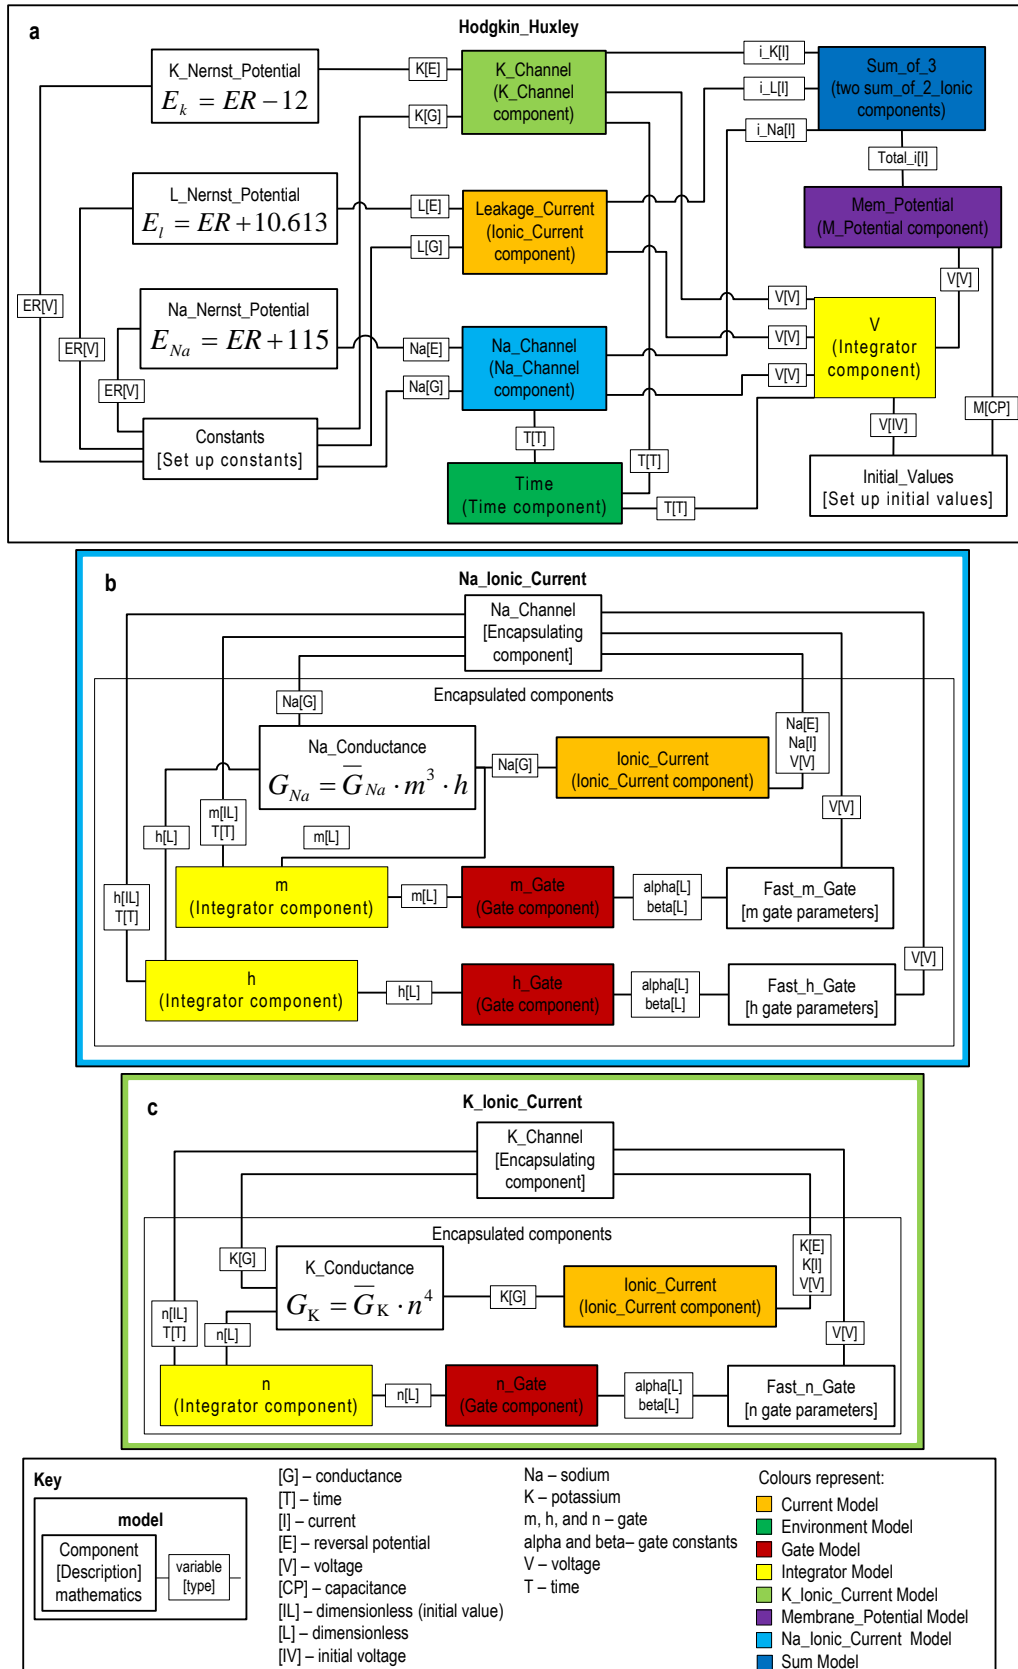 a
Hodgkin_Huxley
K_Nernst_Potential
E_k = ER − 12
K[E]
K[G]
K_Channel
(K_Channel
component)
i_K[I]
i_L[I]
i_Na[I]
Sum_of_3
(two sum_of_2_Ionic
components)
Total_i[I]
L_Nernst_Potential
E_l = ER + 10.613
L[E]
L[G]
Leakage_Current
(Ionic_Current
component)
Mem_Potential
(M_Potential component)
ER[V]
ER[V]
ER[V]
Na_Nernst_Potential
E_Na = ER + 115
Na[E]
Na[G]
Na_Channel
(Na_Channel
component)
V[V]
V[V]
V[V]
V[V]
V
(Integrator
component)
Constants
[Set up constants]
T[T]
T[T]
T[T]
Time
(Time component)
V[IV]
M[CP]
Initial_Values
[Set up initial values]
b
Na_Ionic_Current
Na_Channel
[Encapsulating
component]
Encapsulated components
Na[G]
Na_Conductance
G_Na = G̅_Na · m³ · h
Na[G]
Ionic_Current
(Ionic_Current component)
Na[E]
Na[I]
V[V]
m[IL]
T[T]
h[L]
m[L]
V[V]
m
(Integrator component)
m[L]
m_Gate
(Gate component)
alpha[L]
beta[L]
Fast_m_Gate
[m gate parameters]
h[IL]
T[T]
V[V]
h
(Integrator component)
h[L]
h_Gate
(Gate component)
alpha[L]
beta[L]
Fast_h_Gate
[h gate parameters]
c
K_Ionic_Current
K_Channel
[Encapsulating
component]
Encapsulated components
K[G]
K_Conductance
G_K = G̅_K · n⁴
K[G]
Ionic_Current
(Ionic_Current component)
K[E]
K[I]
V[V]
n[IL]
T[T]
n[L]
V[V]
n
(Integrator component)
n[L]
n_Gate
(Gate component)
alpha[L]
beta[L]
Fast_n_Gate
[n gate parameters]
Key
model
Component
[Description]
mathematics
variable
[type]
[G] – conductance
[T] – time
[I] – current
[E] – reversal potential
[V] – voltage
[CP] – capacitance
[IL] – dimensionless (initial value)
[L] – dimensionless
[IV] – initial voltage
Na – sodium
K – potassium
m, h, and n – gate
alpha and beta– gate constants
V – voltage
T – time
Colours represent:
Current Model
Environment Model
Gate Model
Integrator Model
K_Ionic_Current Model
Membrane_Potential Model
Na_Ionic_Current Model
Sum Model